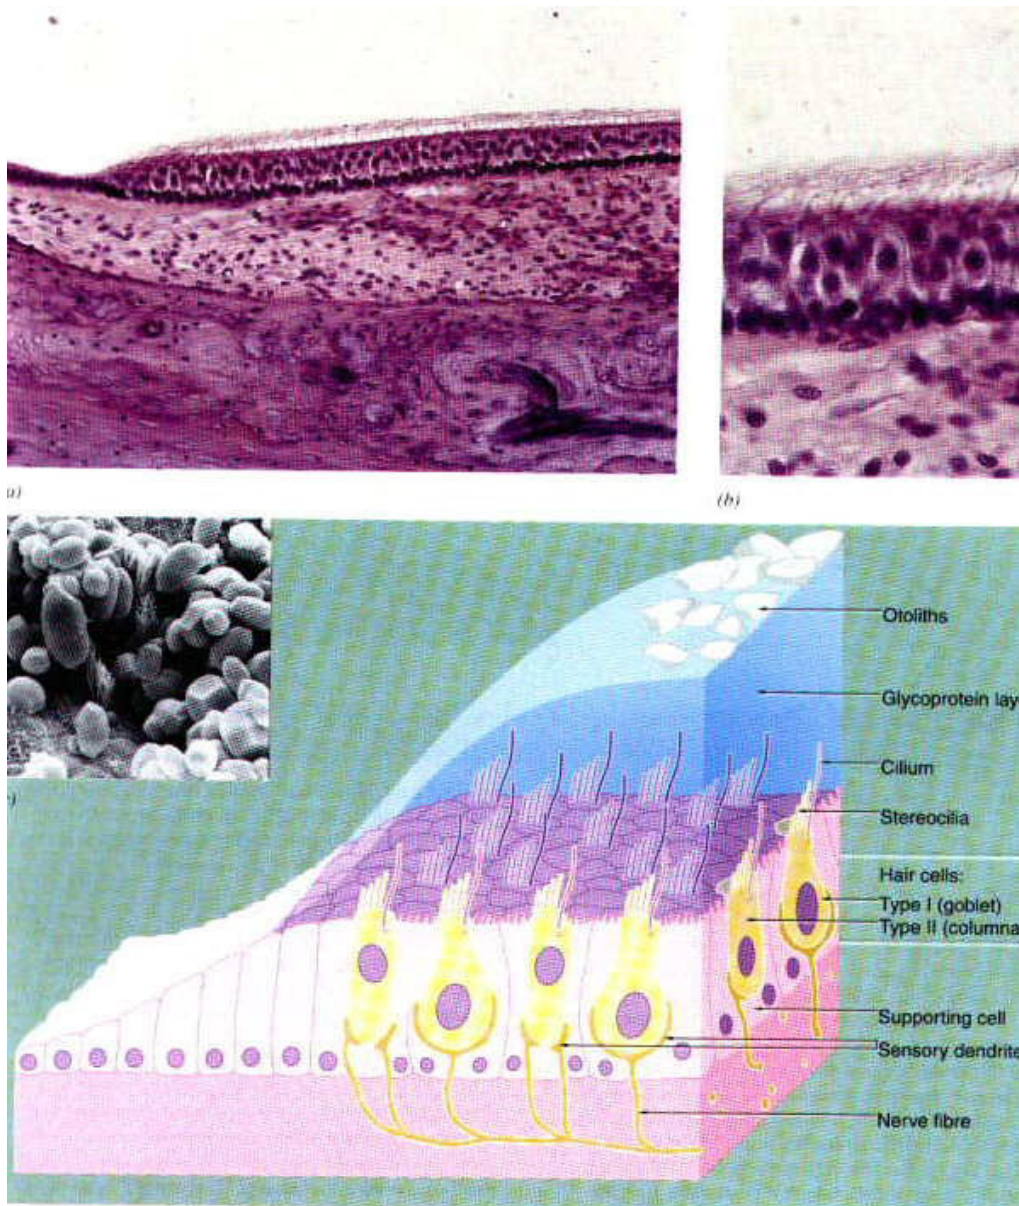 a)
(b)
)
Otoliths
Glycoprotein lay
Cilium
Stereocilia
Hair cells:
Type I (goblet)
Type II (columna
Supporting cell
Sensory dendrite
Nerve fibre